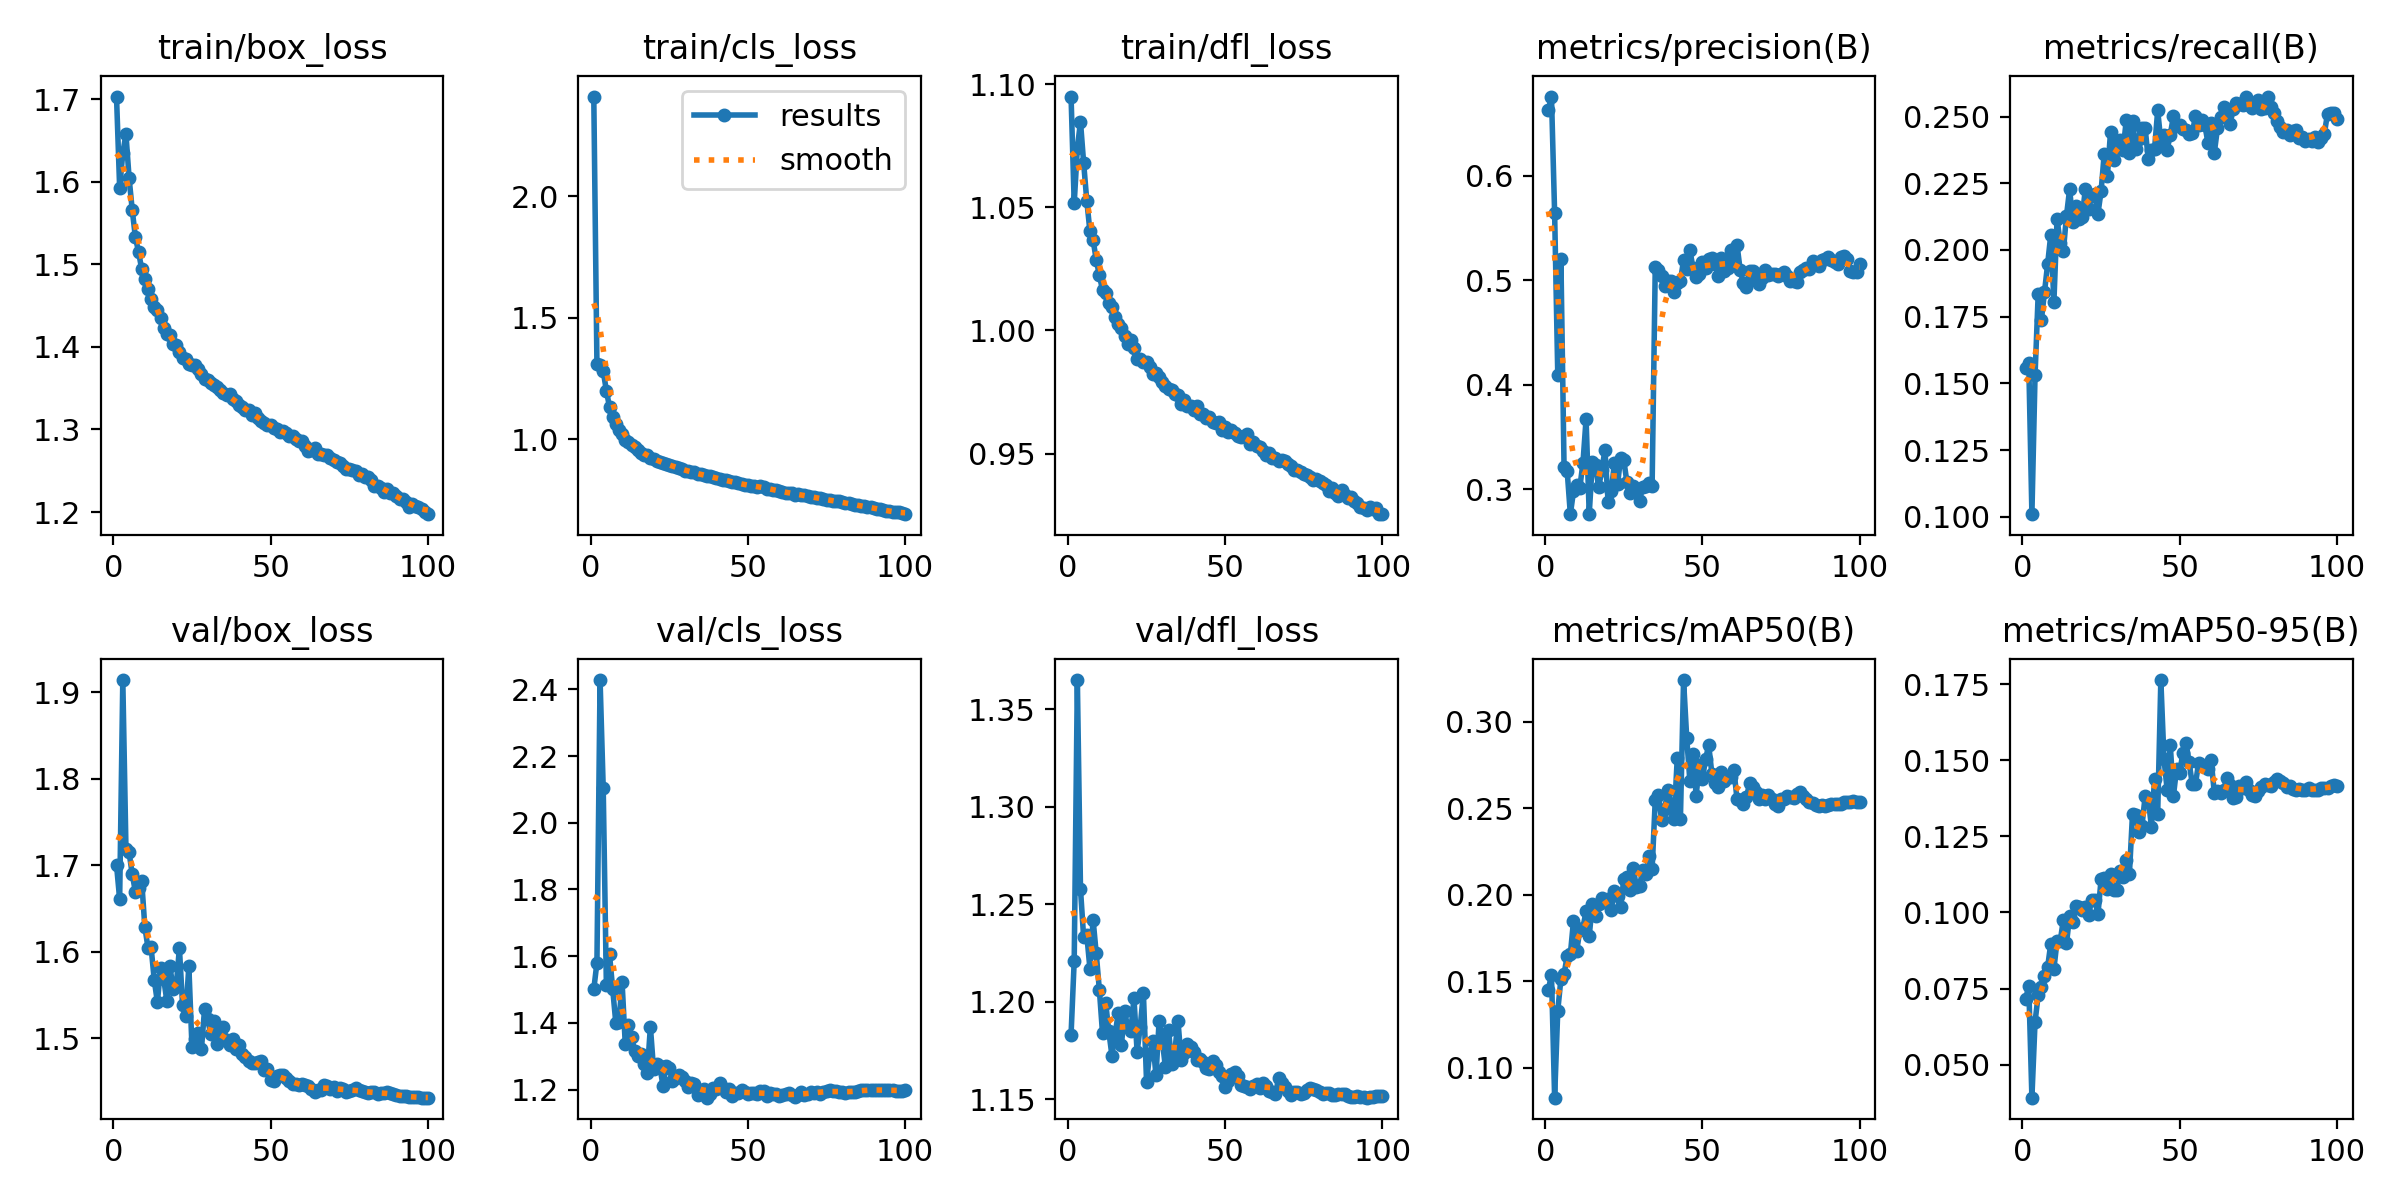 train/box_loss
1.7
1.6
1.5
1.4
1.3
1.2
0 50 100
train/cls_loss
results
smooth
2.0
1.5
1.0
0 50 100
train/dfl_loss
1.10
1.05
1.00
0.95
0 50 100
metrics/precision(B)
0.6
0.5
0.4
0.3
0 50 100
metrics/recall(B)
0.250
0.225
0.200
0.175
0.150
0.125
0.100
0 50 100
val/box_loss
1.9
1.8
1.7
1.6
1.5
0 50 100
val/cls_loss
2.4
2.2
2.0
1.8
1.6
1.4
1.2
0 50 100
val/dfl_loss
1.35
1.30
1.25
1.20
1.15
0 50 100
metrics/mAP50(B)
0.30
0.25
0.20
0.15
0.10
0 50 100
metrics/mAP50-95(B)
0.175
0.150
0.125
0.100
0.075
0.050
0 50 100